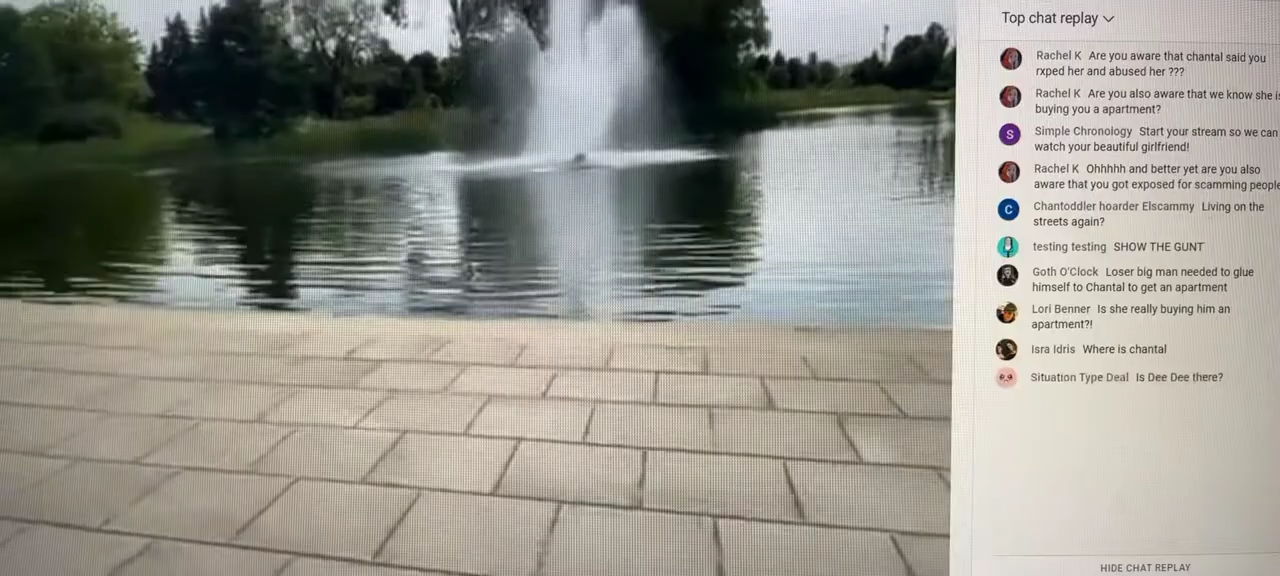 Top chat replay
Rachel K Are you aware that chantal said you
rxped her and abused her ???
Rachel K Are you also aware that we know she is
buying you a apartment?
Simple Chronology Start your stream so we can
watch your beautiful girlfriend!
Rachel K Ohhhhh and better yet are you also
aware that you got exposed for scamming people
Chantoddler hoarder Elscammy Living on the
streets again?
testing testing SHOW THE GUNT
Goth O'Clock Loser big man needed to glue
himself to Chantal to get an apartment
Lori Benner Is she really buying him an
apartment?!
Isra Idris Where is chantal
Situation Type Deal Is Dee Dee there?
HIDE CHAT REPLAY
S
C